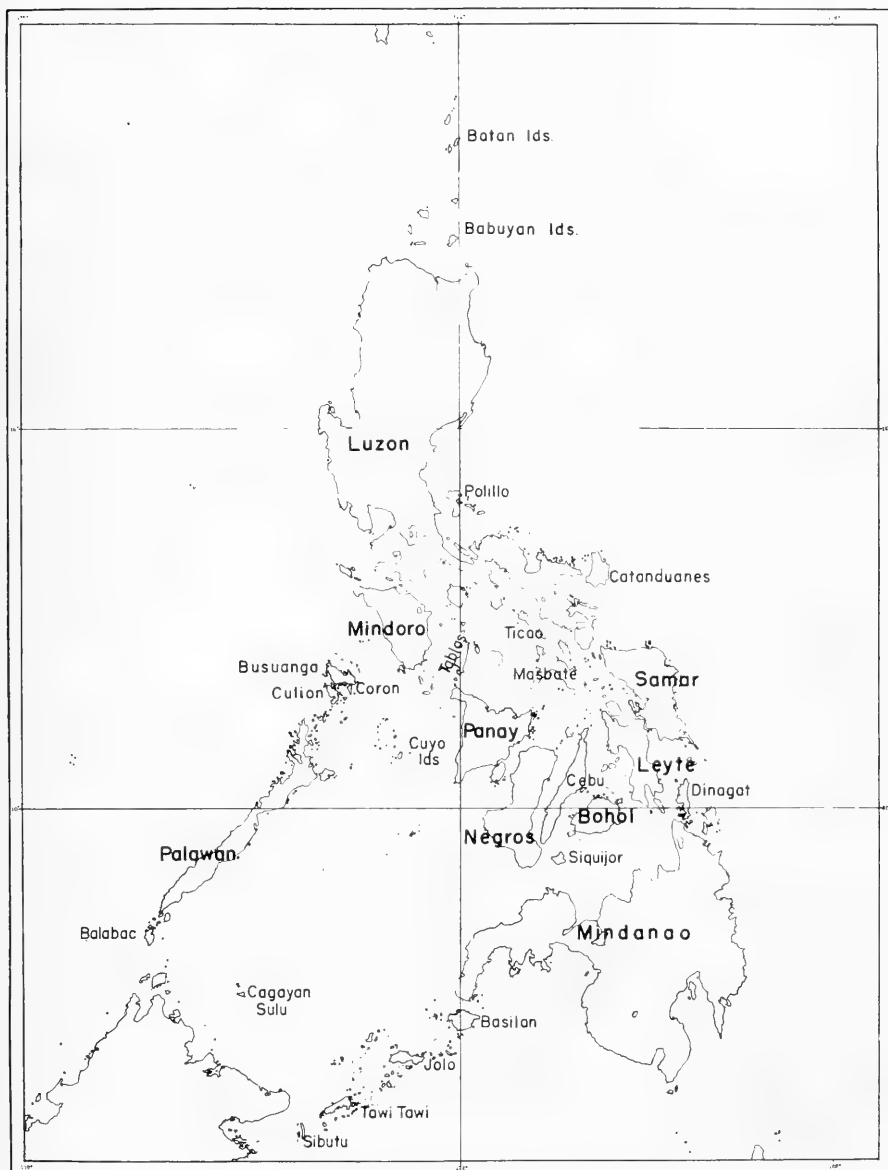 Batan Ids.
Babuyan Ids.
Luzon
Polillo
Catanduanes
Mindoro
Ticao
Tablas
Busuanga
Masbate
Samar
Culion
Coron
Panay
Cuyo
Ids
Leyte
Cebu
Dinagat
Negros
Bohol
Palawan
Siquijor
Balabac
Mindanao
Cagayan
Sulu
Basilan
Jolo
Tawi Tawi
Sibutu